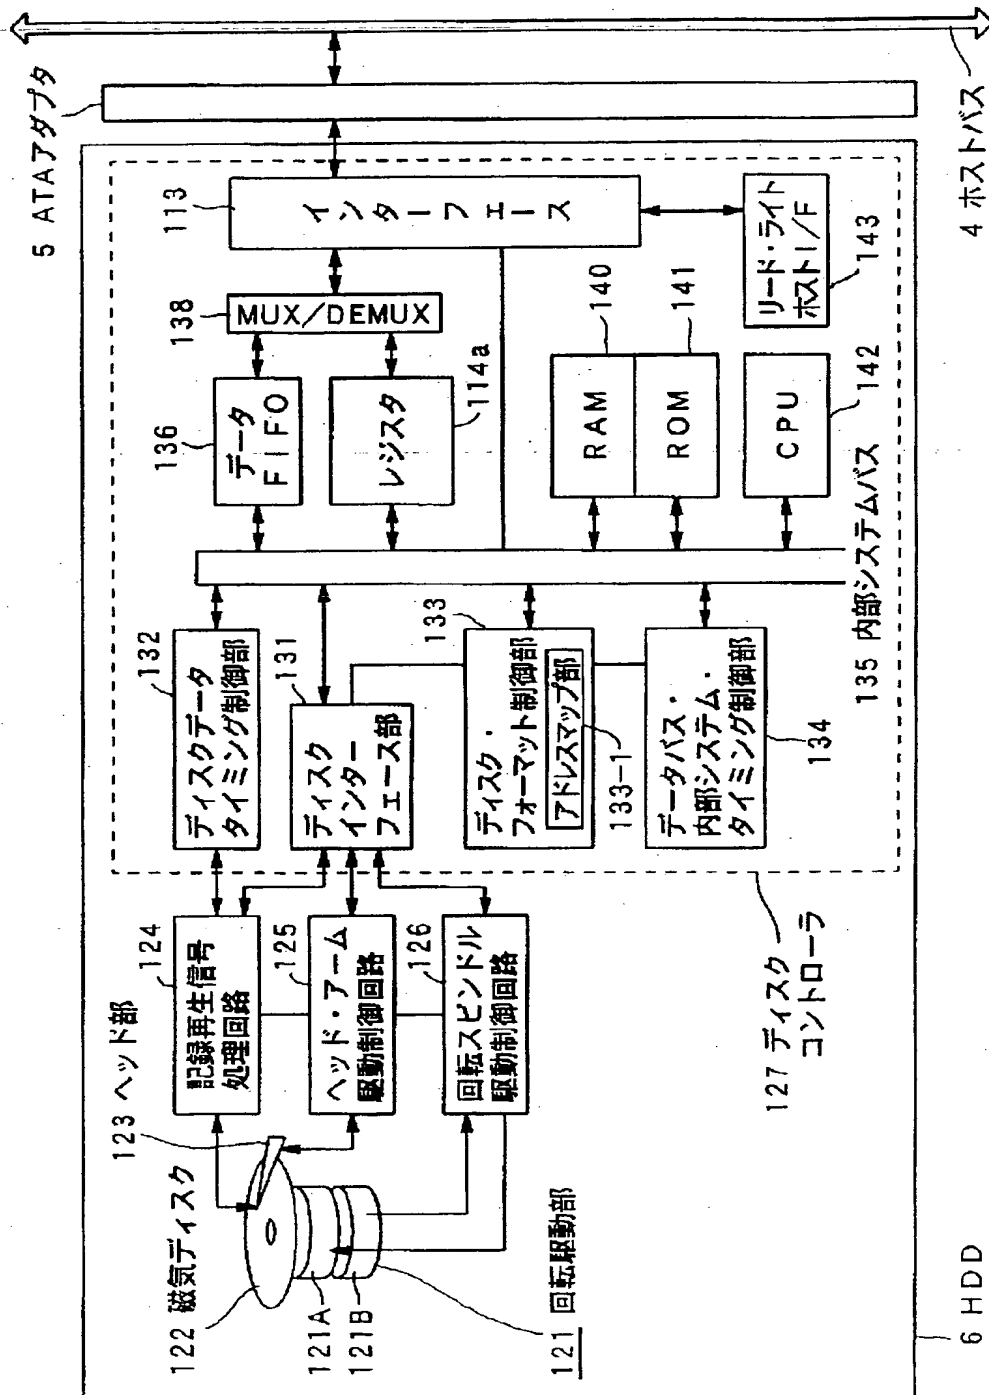 5 ATAアダプタ
4 ホストバス
113
インターフェース
138
MUX/DEMUX
136
データ
FIFO
レジスタ
114a
140
RAM
141
ROM
リード・ライト
ホストI/F
143
CPU
142
135 内部システムバス
132
ディスクデータ
タイミング制御部
131
ディスク
インター
フェース部
133
ディスク・
フォーマット制御部
アドレスマップ部
133-1
データバス・
内部システム・
タイミング制御部
134
127 ディスク
コントローラ
124
記録再生信号
処理回路
125
ヘッド・アーム
駆動制御回路
126
回転スピンドル
駆動制御回路
123 ヘッド部
122 磁気ディスク
121A
121B
121 回転駆動部
6 HDD